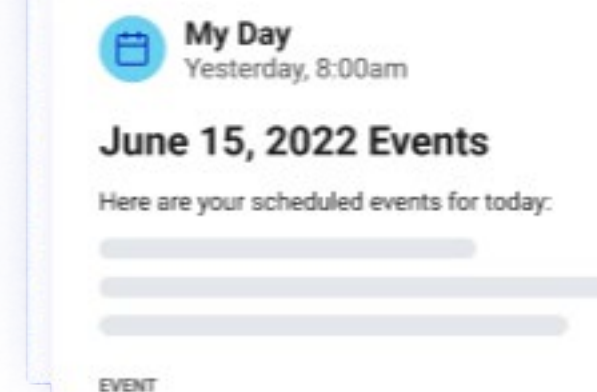 My Day
Yesterday, 8:00am
June 15, 2022 Events
Here are your scheduled events for today:
EVENT